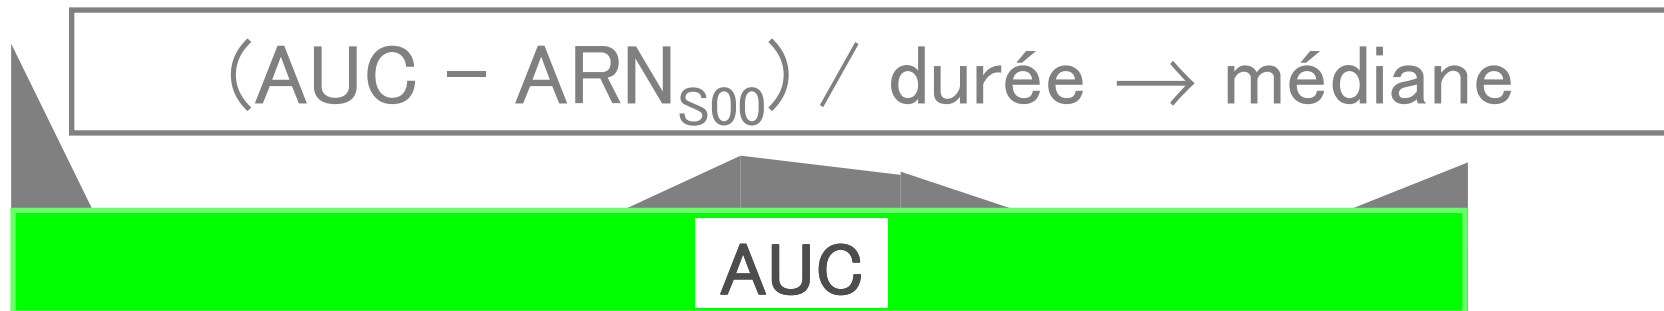 (AUC − ARNS00) / durée → médiane
AUC